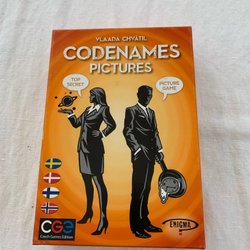 VLAADA CHVÁTIL
CODENAMES
PICTURES
TOP
SECRET
PICTURE
GAME
CGE
Czech Games Edition
ENIGMA